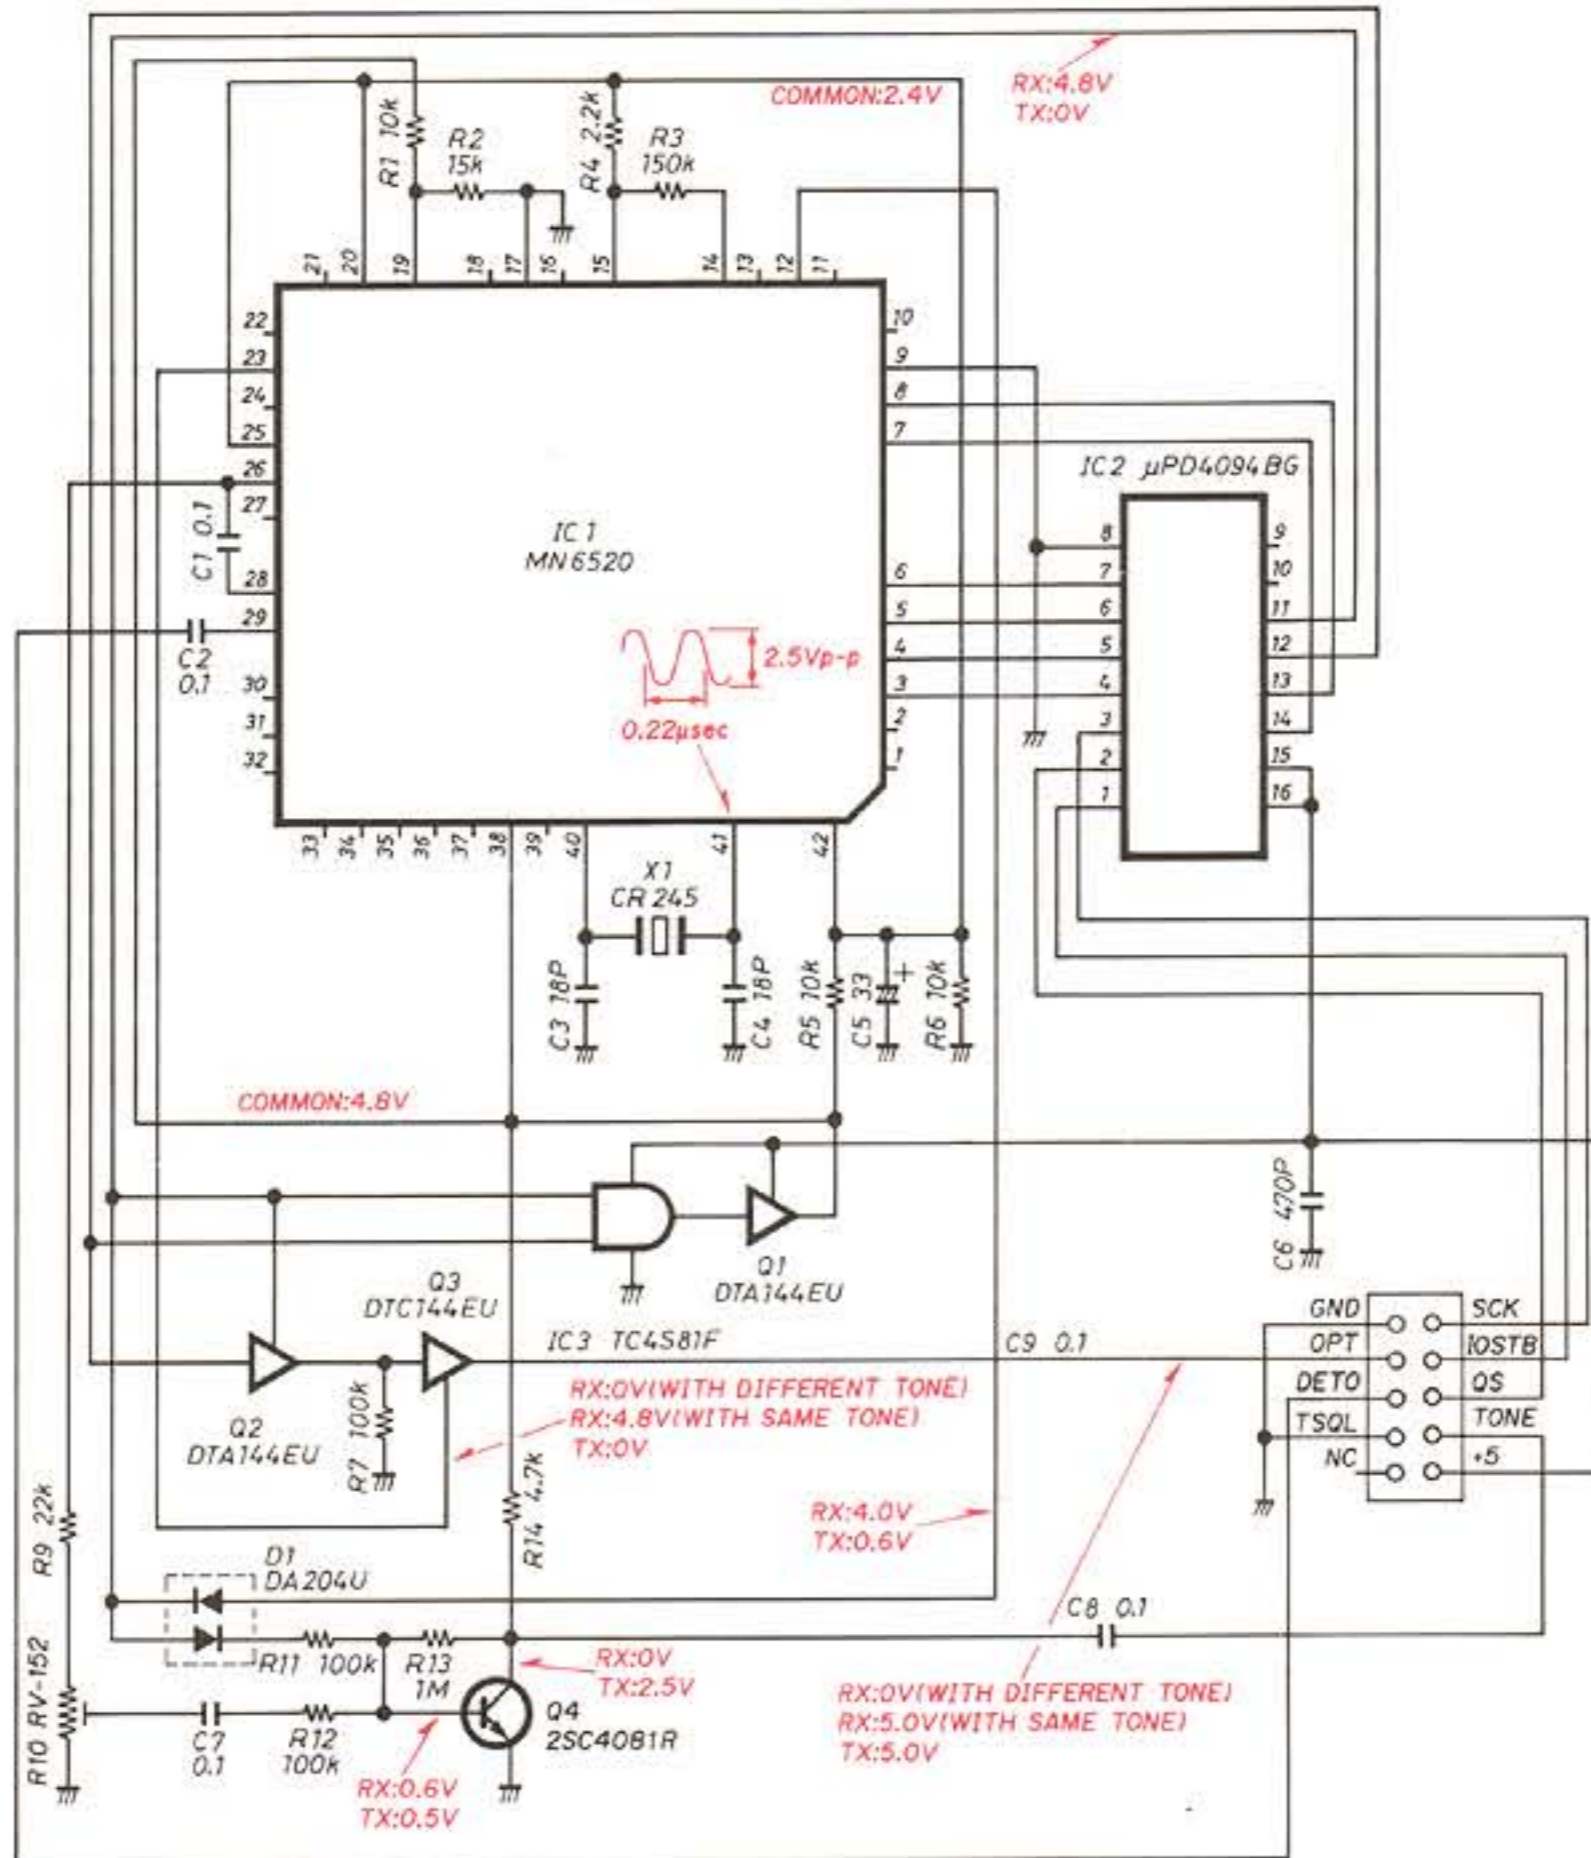 COMMON:2.4V
RX:4.8V
TX:0V
R1 10k
R2
15k
R4 2.2k
R3
150k
21
20
19
18
17
16
15
14
13
12
11
22
23
24
25
26
27
28
29
30
31
32
10
9
8
7
6
5
4
3
2
1
IC1
MN6520
2.5Vp-p
0.22μsec
C1 0.1
C2
0.1
IC2 μPD4094BG
8
7
6
5
4
3
2
1
9
10
11
12
13
14
15
16
33
34
35
36
37
38
39
40
41
42
X1
CR 245
C3 18P
C4 18P
R5 10k
C5 33
+
R6 10k
COMMON:4.8V
Q1
DTA144EU
C6 470P
Q3
DTC144EU
IC3 TC4S81F
C9 0.1
Q2
DTA144EU
R7 100k
RX:0V(WITH DIFFERENT TONE)
RX:4.8V(WITH SAME TONE)
TX:0V
GND
OPT
DETO
TSQL
NC
SCK
IOSTB
QS
TONE
+5
R9 22k
R14 4.7k
RX:4.0V
TX:0.6V
D1
DA204U
C8 0.1
R11 100k
R13
1M
RX:0V
TX:2.5V
R10 RV-152
C7
0.1
R12
100k
Q4
2SC4081R
RX:0.6V
TX:0.5V
RX:0V(WITH DIFFERENT TONE)
RX:5.0V(WITH SAME TONE)
TX:5.0V